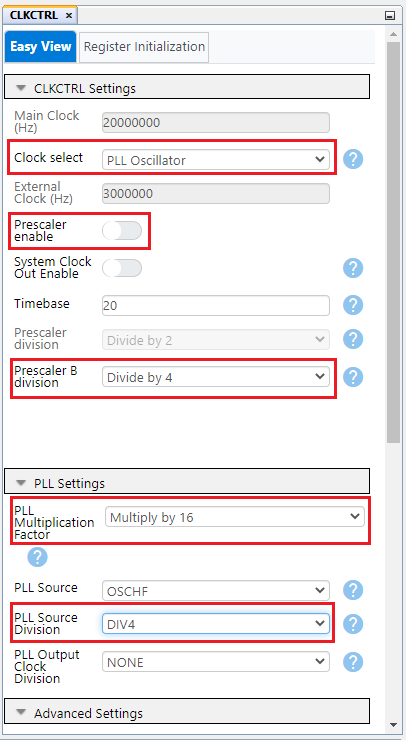 CLKCTRL
Easy View Register Initialization
CLKCTRL Settings
Main Clock
(Hz) 20000000
Clock select PLL Oscillator ?
External
Clock (Hz) 3000000
Prescaler
enable
System Clock
Out Enable ?
Timebase 20 ?
Prescaler
division Divide by 2 ?
Prescaler B
division Divide by 4 ?
PLL Settings
PLL
Multiplication
Factor Multiply by 16
?
PLL Source OSCHF ?
PLL Source
Division DIV4 ?
PLL Output
Clock
Division NONE ?
Advanced Settings